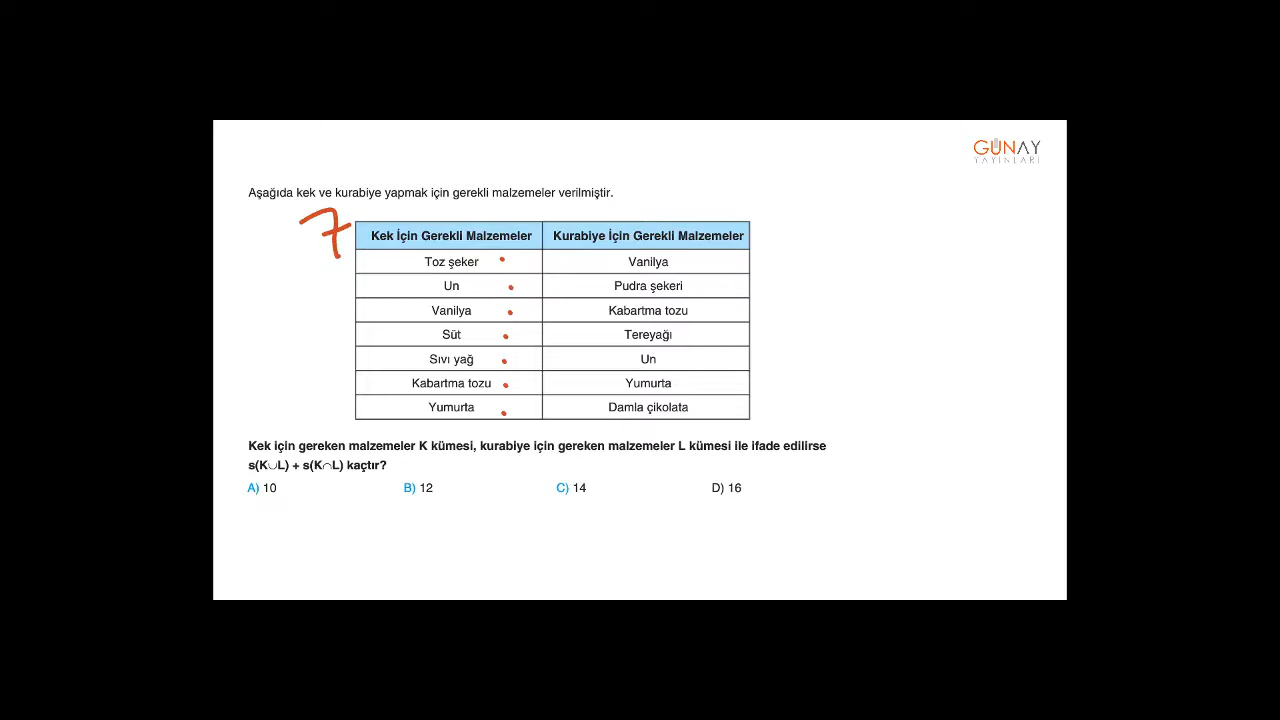 GÜNAY
YAYINLARI
Aşağıda kek ve kurabiye yapmak için gerekli malzemeler verilmiştir.
7
Kek İçin Gerekli Malzemeler Kurabiye İçin Gerekli Malzemeler
Toz şeker Vanilya
Un Pudra şekeri
Vanilya Kabartma tozu
Süt Tereyağı
Sıvı yağ Un
Kabartma tozu Yumurta
Yumurta Damla çikolata
Kek için gereken malzemeler K kümesi, kurabiye için gereken malzemeler L kümesi ile ifade edilirse
s(K∪L) + s(K∩L) kaçtır?
A) 10 B) 12 C) 14 D) 16